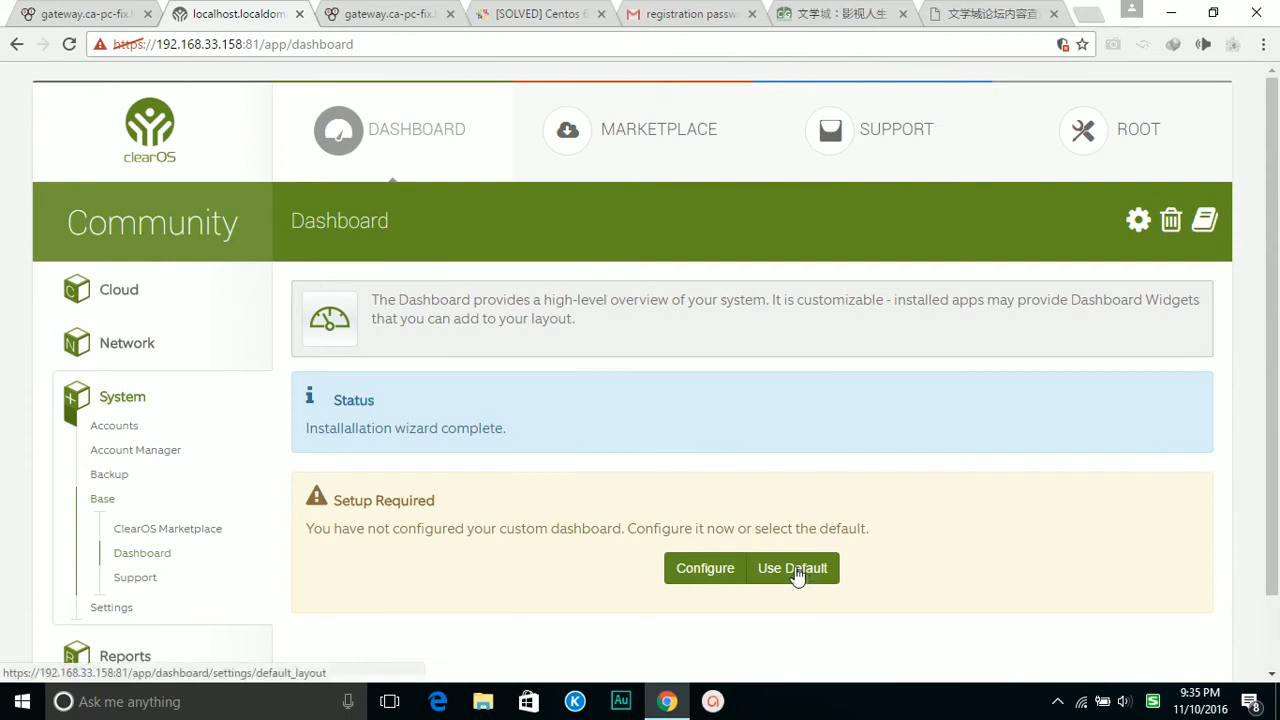 gateway.ca-pc-fix.l
localhost.localdom
gateway.ca-pc-fix.l
[SOLVED] Centos 6
registration passw
文学城：影视人生
文学城论坛内容直
https://192.168.33.158:81/app/dashboard
clearOS
DASHBOARD
MARKETPLACE
SUPPORT
ROOT
Community
Dashboard
Cloud
Network
System
Accounts
Account Manager
Backup
Base
ClearOS Marketplace
Dashboard
Support
Settings
Reports
The Dashboard provides a high-level overview of your system. It is customizable - installed apps may provide Dashboard Widgets
that you can add to your layout.
Status
Installallation wizard complete.
Setup Required
You have not configured your custom dashboard. Configure it now or select the default.
Configure
Use Default
https://192.168.33.158:81/app/dashboard/settings/default_layout
Ask me anything
Au
9:35 PM
11/10/2016
8